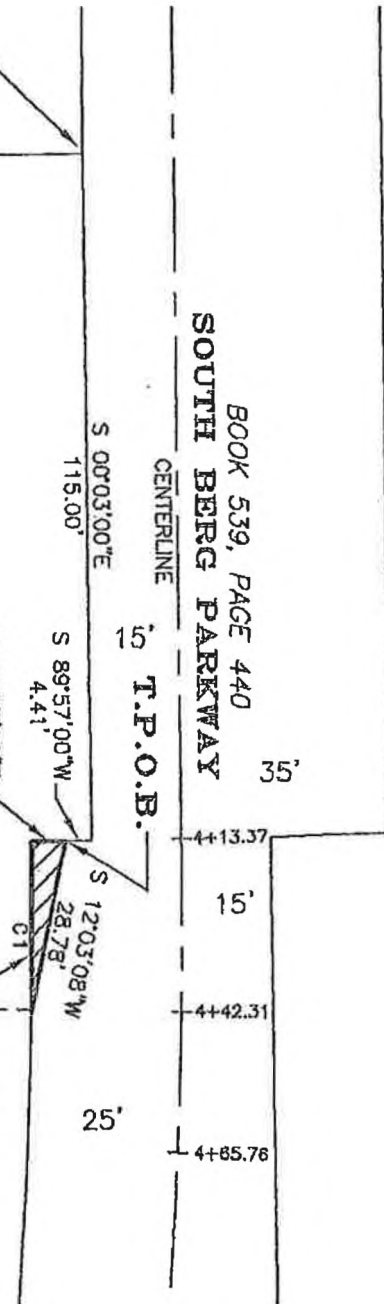 BOOK 539, PAGE 440
SOUTH BERG PARKWAY
CENTERLINE
35'
15'
T.P.O.B.
S 00°03'00"E
115.00'
S 89°57'00"W
4.41'
4+13.37
15'
S 12°03'08"W
28.78'
C1
4+42.31
25'
4+65.76